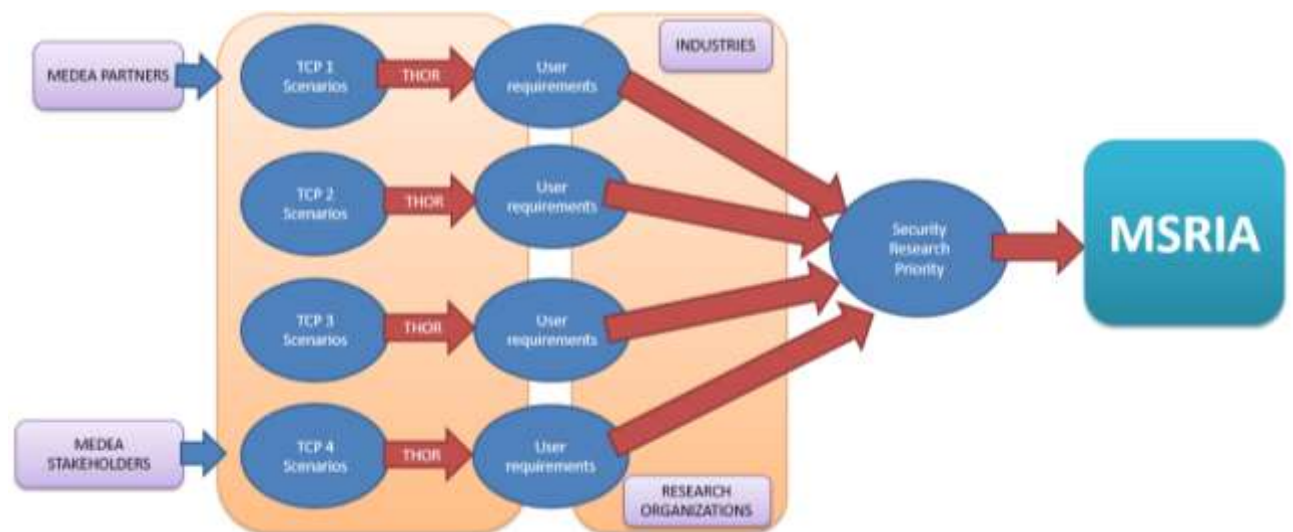 INDUSTRIES
MEDEA PARTNERS
TCP 1
Scenarios
THOR
User
requirements
TCP 2
Scenarios
THOR
User
requirements
Security
Research
Priority
MSRIA
TCP 3
Scenarios
THOR
User
requirements
MEDEA
STAKEHOLDERS
TCP 4
Scenarios
THOR
User
requirements
RESEARCH
ORGANIZATIONS